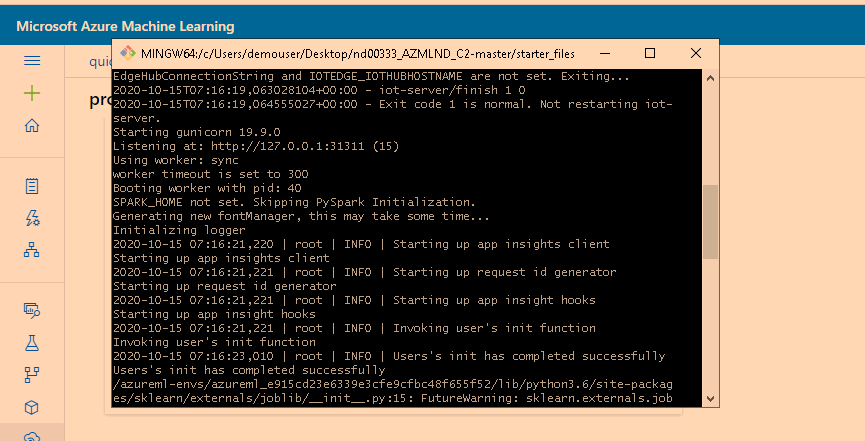 Microsoft Azure Machine Learning
MINGW64:/c/Users/demouser/Desktop/nd00333_AZMLND_C2-master/starter_files
quic
pro
EdgeHubConnectionString and IOTEDGE_IOTHUBHOSTNAME are not set. Exiting...
2020-10-15T07:16:19,063028104+00:00 - iot-server/finish 1 0
2020-10-15T07:16:19,064555027+00:00 - Exit code 1 is normal. Not restarting iot-
server.
Starting gunicorn 19.9.0
Listening at: http://127.0.0.1:31311 (15)
Using worker: sync
worker timeout is set to 300
Booting worker with pid: 40
SPARK_HOME not set. Skipping PySpark Initialization.
Generating new fontManager, this may take some time...
Initializing logger
2020-10-15 07:16:21,220 | root | INFO | Starting up app insights client
Starting up app insights client
2020-10-15 07:16:21,221 | root | INFO | Starting up request id generator
Starting up request id generator
2020-10-15 07:16:21,221 | root | INFO | Starting up app insight hooks
Starting up app insight hooks
2020-10-15 07:16:21,221 | root | INFO | Invoking user's init function
Invoking user's init function
2020-10-15 07:16:23,010 | root | INFO | Users's init has completed successfully
Users's init has completed successfully
/azureml-envs/azureml_e915cd23e6339e3cfe9cfbc48f655f52/lib/python3.6/site-packag
es/sklearn/externals/joblib/__init__.py:15: FutureWarning: sklearn.externals.job